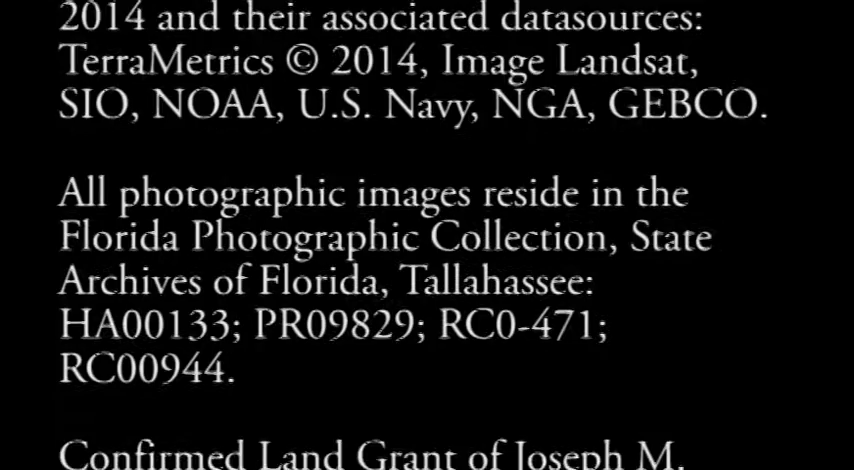 2014 and their associated datasources:
TerraMetrics © 2014, Image Landsat,
SIO, NOAA, U.S. Navy, NGA, GEBCO.
All photographic images reside in the
Florida Photographic Collection, State
Archives of Florida, Tallahassee:
HA00133; PR09829; RC0-471;
RC00944.
Confirmed Land Grant of Joseph M.